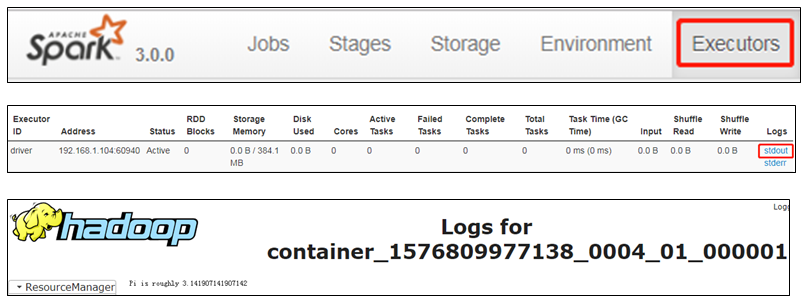 APACHE
Spark 3.0.0 Jobs Stages Storage Environment Executors
Executor ID Address Status RDD Blocks Storage Memory Disk Used Cores Active Tasks Failed Tasks Complete Tasks Total Tasks Task Time (GC Time) Input Shuffle Read Shuffle Write Logs
driver 192.168.1.104:60940 Active 0 0.0 B / 384.1 MB 0.0 B 0 0 0 0 0 0 ms (0 ms) 0.0 B 0.0 B 0.0 B stdout
stderr
hadoop
Logs for
container_1576809977138_0004_01_000001
ResourceManager
Pi is roughly 3.141907141907142